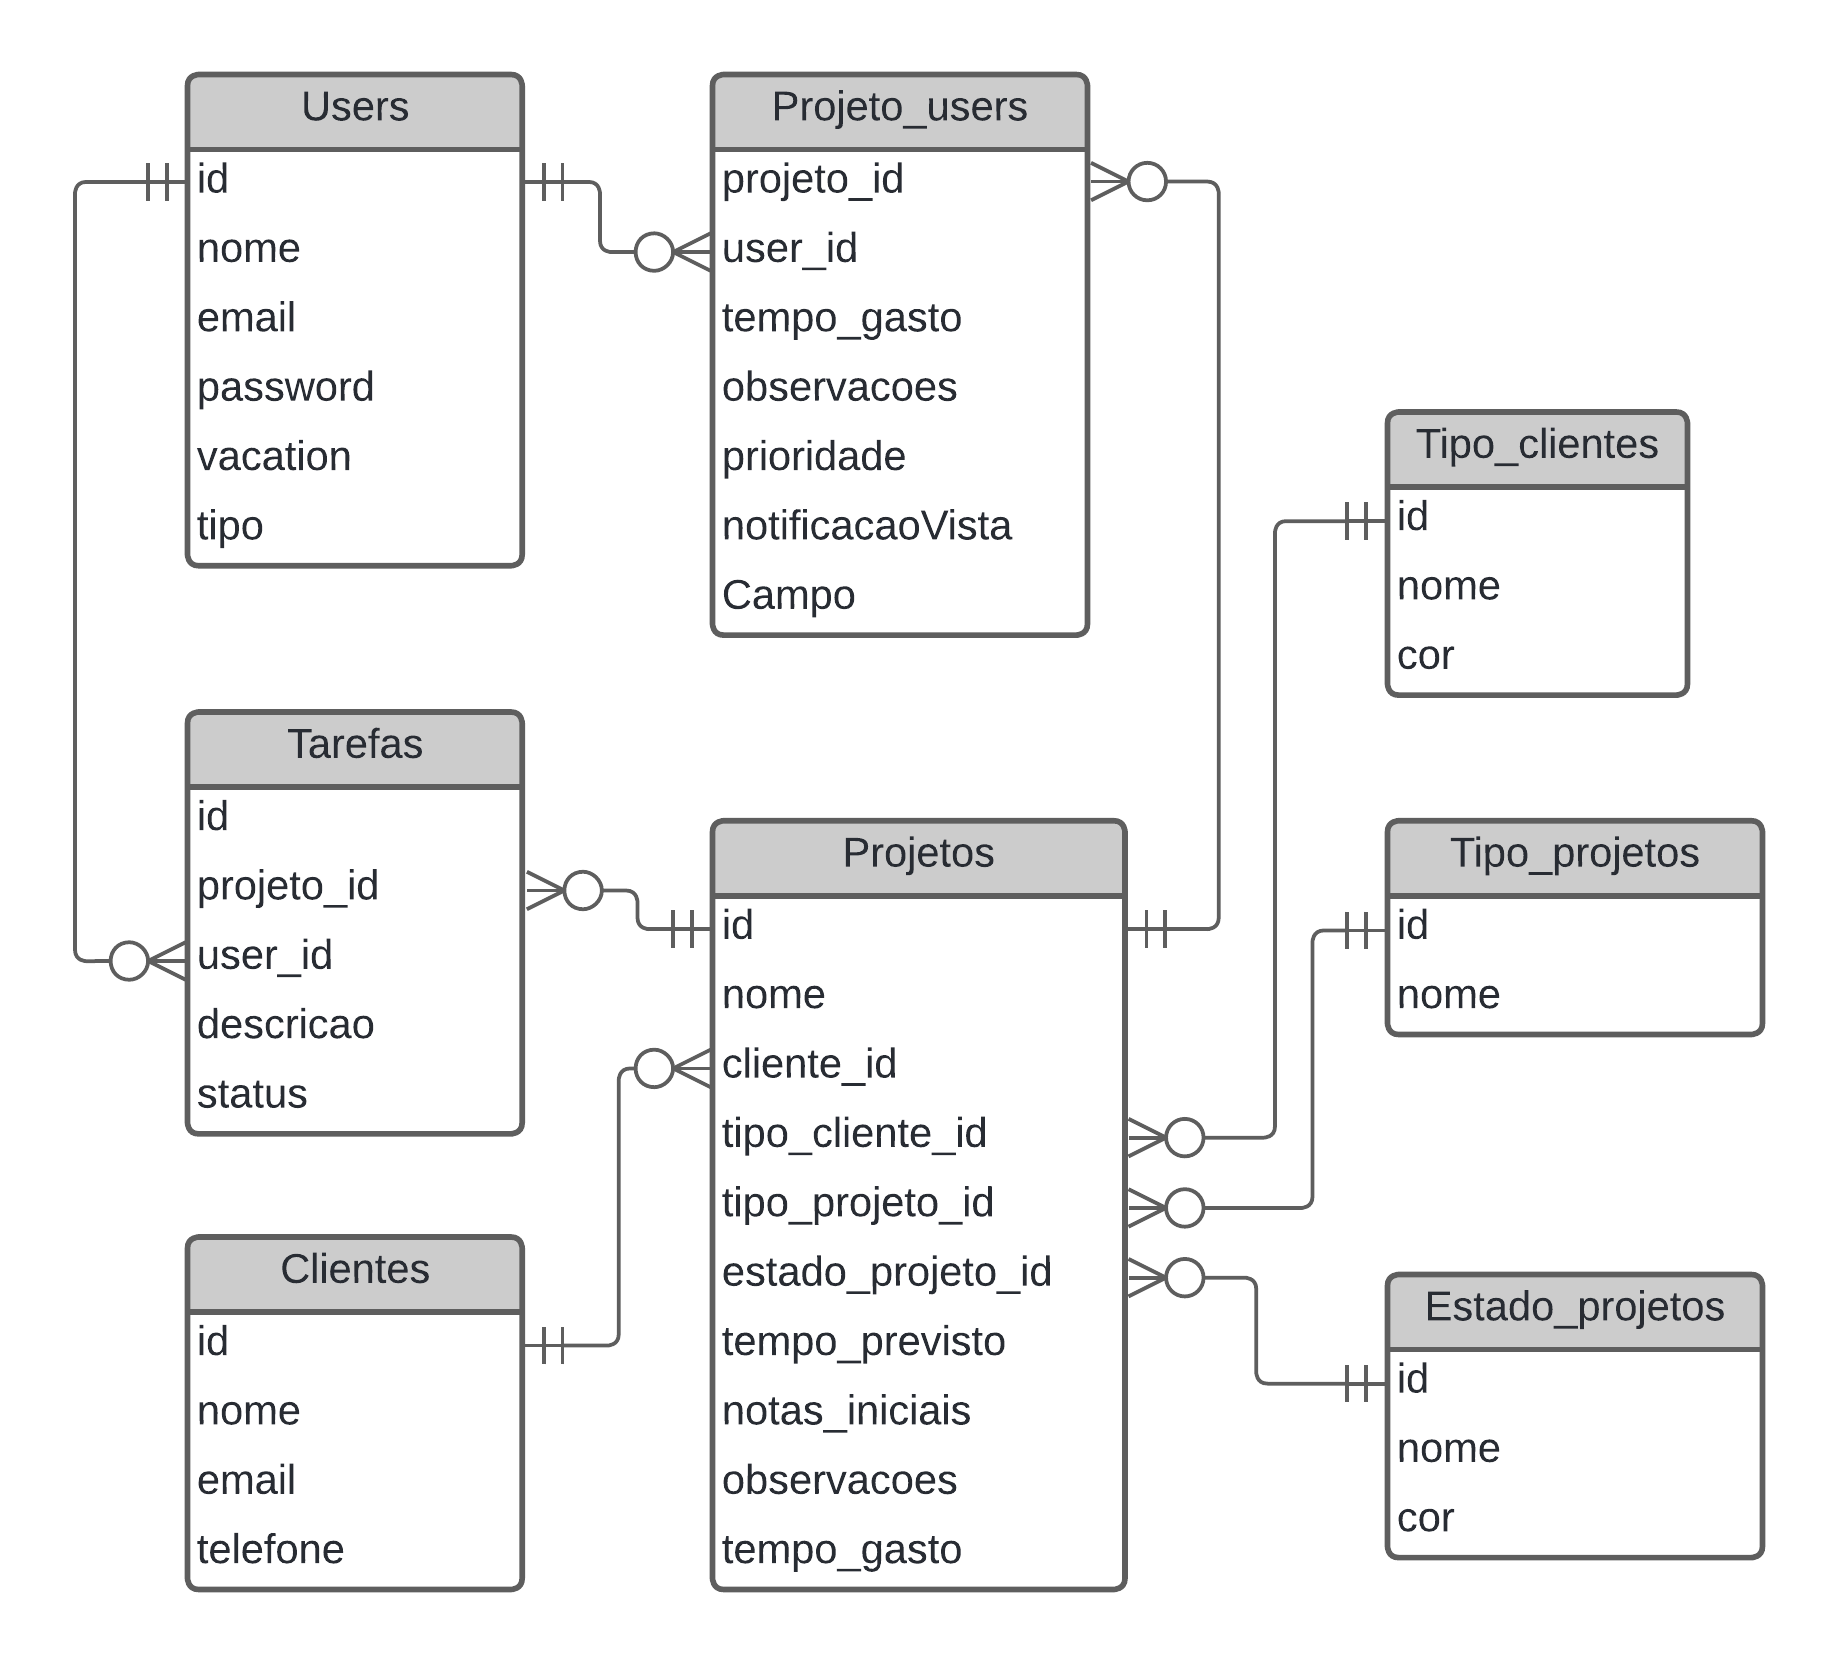 Users
id
nome
email
password
vacation
tipo
Projeto_users
projeto_id
user_id
tempo_gasto
observacoes
prioridade
notificacaoVista
Campo
Tipo_clientes
id
nome
cor
Tarefas
id
projeto_id
user_id
descricao
status
Projetos
id
nome
cliente_id
tipo_cliente_id
tipo_projeto_id
estado_projeto_id
tempo_previsto
notas_iniciais
observacoes
tempo_gasto
Tipo_projetos
id
nome
Clientes
id
nome
email
telefone
Estado_projetos
id
nome
cor